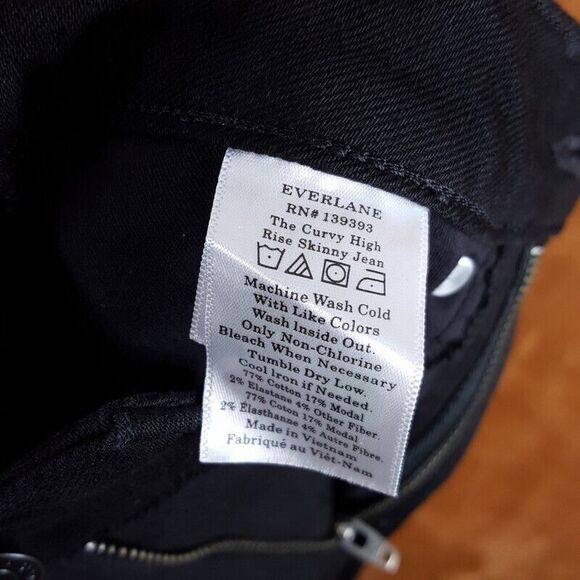 EVERLANE
RN# 139393
The Curvy High
Rise Skinny Jean
Machine Wash Cold
With Like Colors
Wash Inside Out.
Only Non-Chlorine
Bleach When Necessary
Tumble Dry Low.
Cool Iron if Needed.
77% Cotton 17% Modal
2% Elastane 4% Other Fiber.
77% Coton 17% Modal
2% Élasthanne 4% Autre Fibre.
Made in Vietnam
Fabriqué au Viêt-Nam